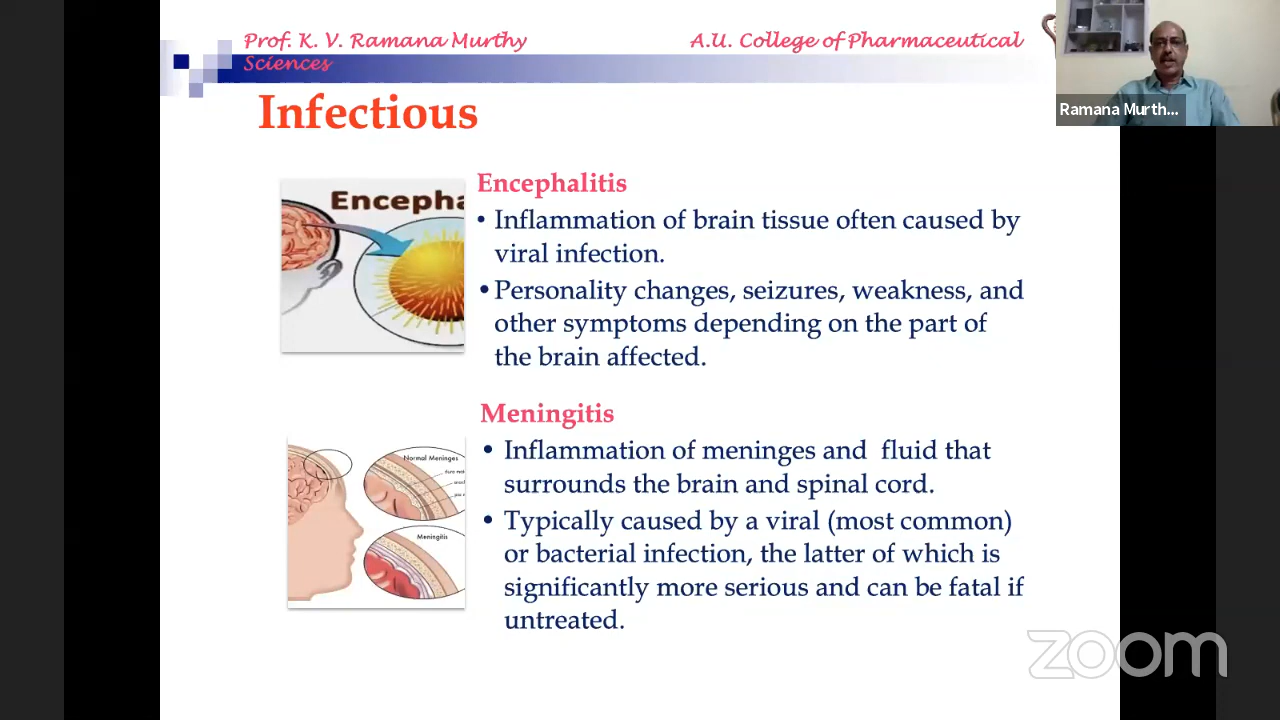 Prof. K. V. Ramana Murthy A.U. College of Pharmaceutical
Sciences
Ramana Murth...
Infectious
Encepha
Encephalitis
• Inflammation of brain tissue often caused by
viral infection.
• Personality changes, seizures, weakness, and
other symptoms depending on the part of
the brain affected.
Meningitis
Normal Meninges
Meningitis
• Inflammation of meninges and fluid that
surrounds the brain and spinal cord.
• Typically caused by a viral (most common)
or bacterial infection, the latter of which is
significantly more serious and can be fatal if
untreated.
zoom